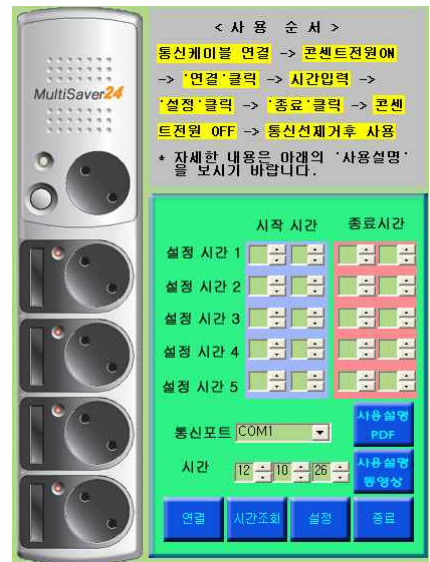 MultiSaver24
< 사 용 순 서 >
통신케이블 연결 -> 콘센트전원ON
-> '연결'클릭 -> 시간입력 ->
'설정'클릭 -> '종료'클릭 -> 콘센
트전원 OFF -> 통신선제거후 사용
* 자세한 내용은 아래의 '사용설명'
을 보시기 바랍니다.
시작 시간 종료시간
설정 시간 1
설정 시간 2
설정 시간 3
설정 시간 4
설정 시간 5
통신포트 COM1
사용설명
PDF
시간 12 10 26
사용설명
동영상
연결 시간조회 설정 종료